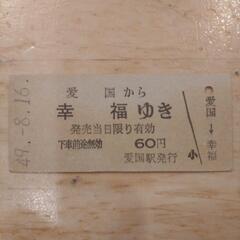 49.-8.16.
愛国から
幸福ゆき
発売当日限り有効
下車前途無効 60円
愛国駅発行
小
愛国
↓
幸福